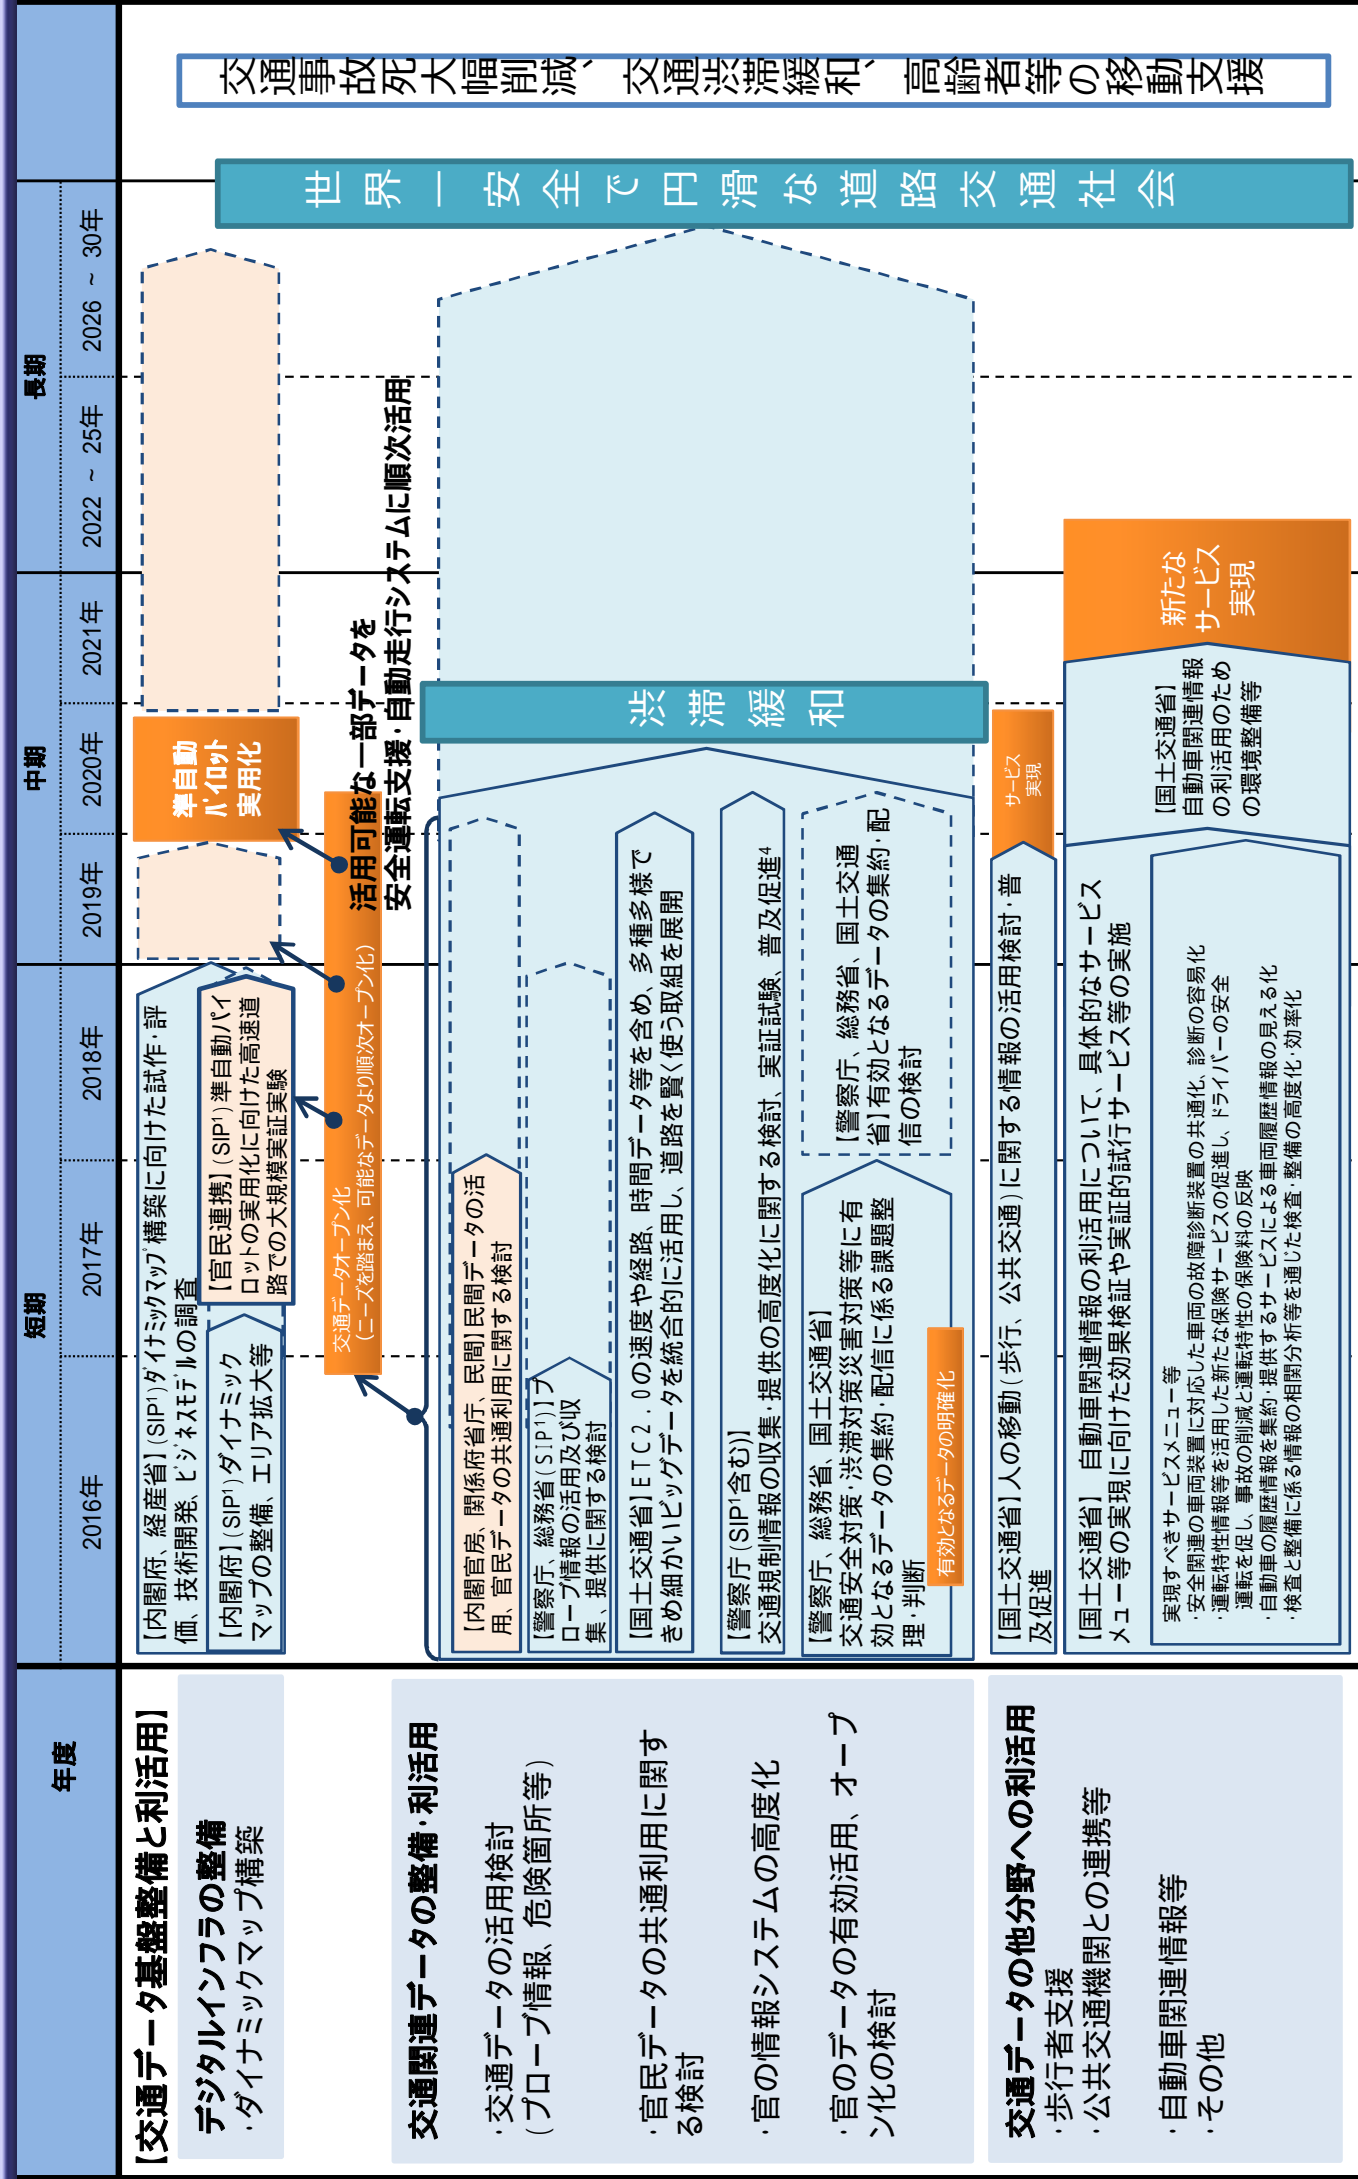 年度
短期
中期
長期
2016年
2017年
2018年
2019年
2020年
2021年
2022 ~ 25年
2026 ~ 30年
【交通データ基盤整備と利活用】
デジタルインフラの整備
・ダイナミックマップ構築
【内閣府、経産省】(SIP¹)ダイナミックマップ構築に向けた試作・評
価、技術開発、ビジネスモデルの調査
【内閣府】(SIP¹)ダイナミック
マップの整備、エリア拡大等
【官民連携】(SIP¹)準自動パイ
ロットの実用化に向けた高速道
路での大規模実証実験
準自動
パイロット
実用化
交通データオープン化
(ニーズを踏まえ、可能なデータより順次オープン化)
活用可能な一部データを
安全運転支援・自動走行システムに順次活用
交通関連データの整備・利活用
・交通データの活用検討
(プローブ情報、危険箇所等)
・官民データの共通利用に関す
る検討
・官の情報システムの高度化
・官のデータの有効活用、オープ
ン化の検討
【内閣官房、関係府省庁、民間】民間データの活
用、官民データの共通利用に関する検討
【警察庁、総務省(SIP¹)】プ
ローブ情報の活用及び収
集、提供に関する検討
【国土交通省】ETC2.0の速度や経路、時間データ等を含め、多種多様で
きめ細かいビッグデータを統合的に活用し、道路を賢く使う取組を展開
【警察庁(SIP¹含む)】
交通規制情報の収集・提供の高度化に関する検討、実証試験、普及促進⁴
【警察庁、総務省、国土交通省】
交通安全対策・渋滞対策災害対策等に有
効となるデータの集約・配信に係る課題整
理・判断
有効となるデータの明確化
【警察庁、総務省、国土交通
省】有効となるデータの集約・配
信の検討
渋滞緩和
世界一安全で円滑な道路交通社会
交通事故死大幅削減、交通渋滞緩和、高齢者等の移動支援
交通データの他分野への利活用
・歩行者支援
・公共交通機関との連携等
・自動車関連情報等
・その他
【国土交通省】人の移動(歩行、公共交通)に関する情報の活用検討・普
及促進
サービス
実現
【国土交通省】 自動車関連情報の利活用について、具体的なサービス
メニュー等の実現に向けた効果検証や実証的試行サービス等の実施
実現すべきサービスメニュー等
・安全関連の車両装置に対応した車両の故障診断装置の共通化、診断の容易化
・運転特性情報等を活用した新たな保険サービスの促進し、ドライバーの安全
運転を促し、事故の削減と運転特性の保険料の反映
・自動車の履歴情報を集約・提供するサービスによる車両履歴情報の見える化
・検査と整備に係る情報の相関分析等を通じた検査・整備の高度化・効率化
【国土交通省】
自動車関連情報
の利活用のため
の環境整備等
新たな
サービス
実現